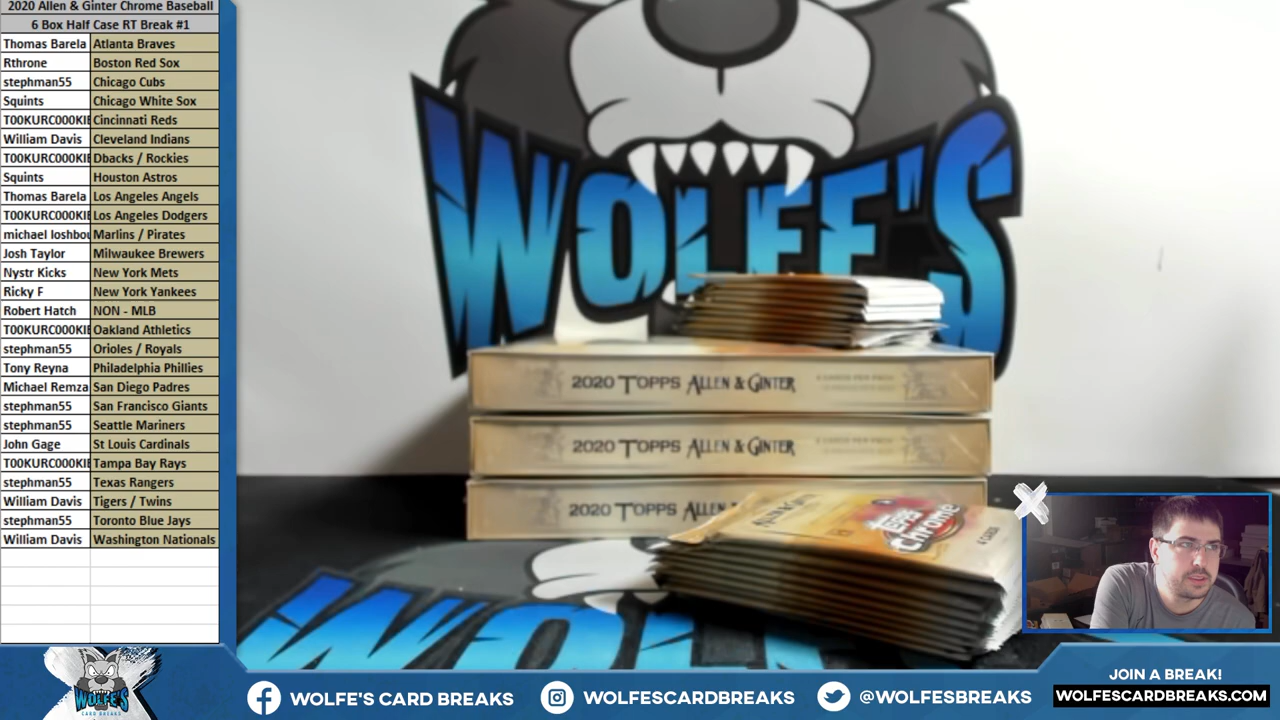 2020 Allen & Ginter Chrome Baseball
6 Box Half Case RT Break #1
Thomas Barela Atlanta Braves
Rthrone Boston Red Sox
stephman55 Chicago Cubs
Squints Chicago White Sox
T00KURC000KIE Cincinnati Reds
William Davis Cleveland Indians
T00KURC000KIE Dbacks / Rockies
Squints Houston Astros
Thomas Barela Los Angeles Angels
T00KURC000KIE Los Angeles Dodgers
michael loshbou Marlins / Pirates
Josh Taylor Milwaukee Brewers
Nystr Kicks New York Mets
Ricky F New York Yankees
Robert Hatch NON - MLB
T00KURC000KIE Oakland Athletics
stephman55 Orioles / Royals
Tony Reyna Philadelphia Phillies
Michael Remza San Diego Padres
stephman55 San Francisco Giants
stephman55 Seattle Mariners
John Gage St Louis Cardinals
T00KURC000KIE Tampa Bay Rays
stephman55 Texas Rangers
William Davis Tigers / Twins
stephman55 Toronto Blue Jays
William Davis Washington Nationals
WOLFE'S
2020 TOPPS ALLEN & GINTER
2020 TOPPS ALLEN & GINTER
2020 TOPPS
TOPPS
Chrome
4 CARDS
WOLFE'S
CARD BREAKS
WOLFE'S CARD BREAKS
WOLFESCARDBREAKS
@WOLFESBREAKS
JOIN A BREAK!
WOLFESCARDBREAKS.COM